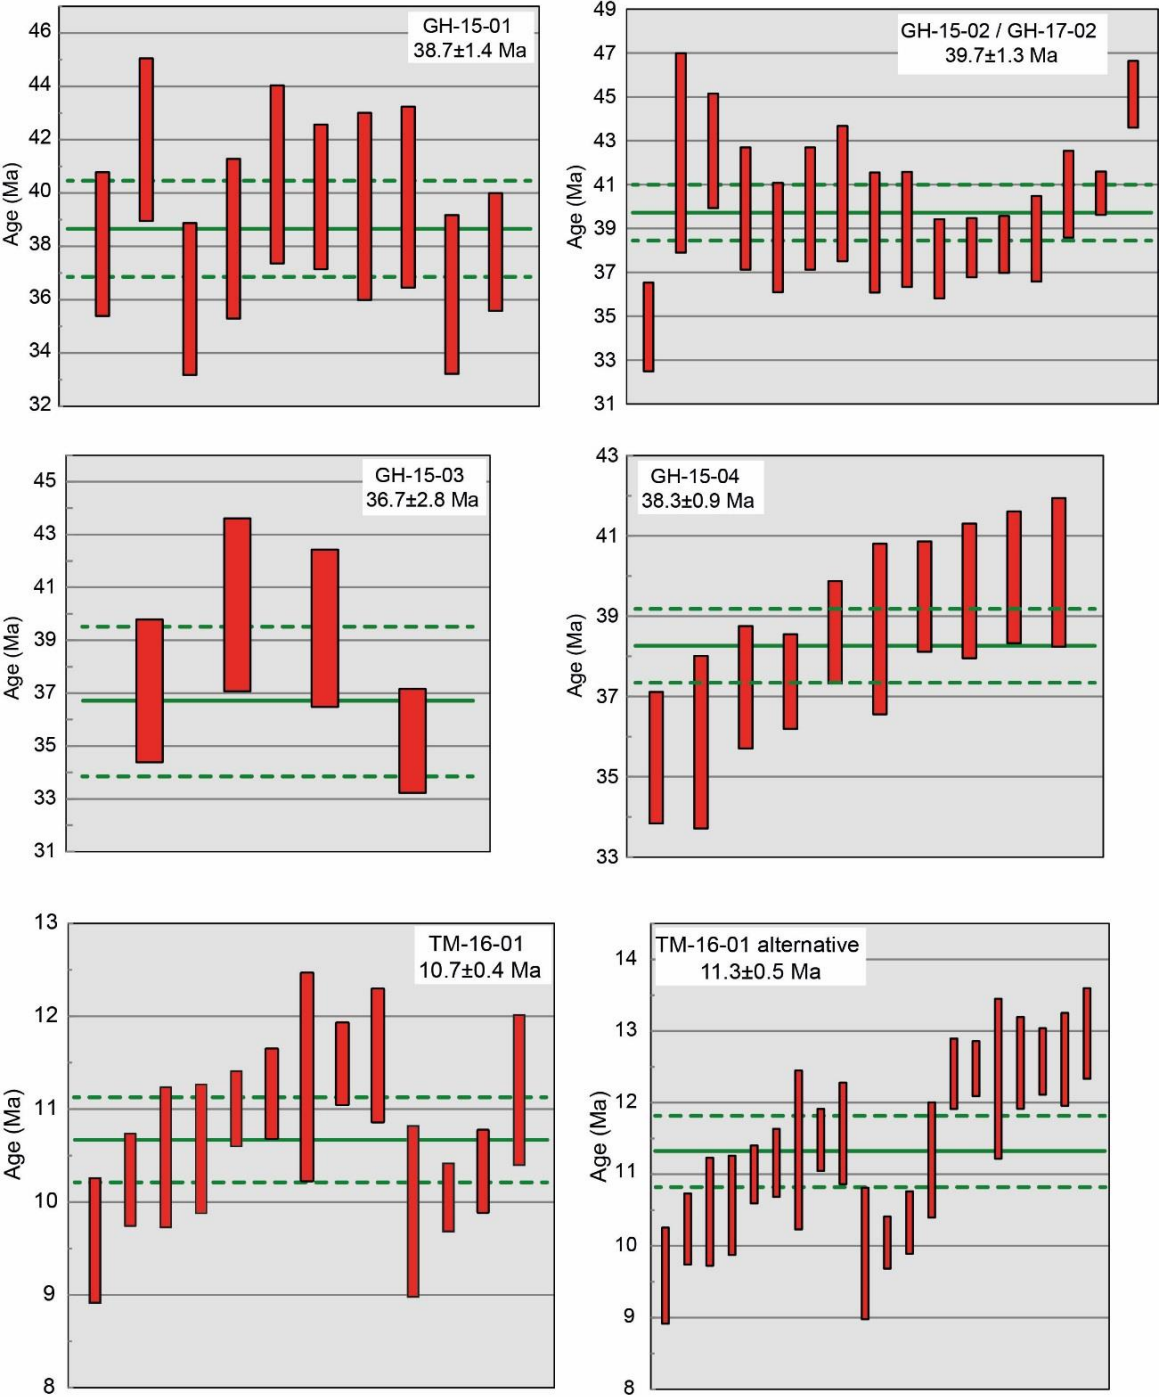 GH-15-01
38.7±1.4 Ma
Age (Ma)
46
44
42
40
38
36
34
32
GH-15-02 / GH-17-02
39.7±1.3 Ma
Age (Ma)
49
47
45
43
41
39
37
35
33
31
GH-15-03
36.7±2.8 Ma
Age (Ma)
45
43
41
39
37
35
33
31
GH-15-04
38.3±0.9 Ma
Age (Ma)
43
41
39
37
35
33
TM-16-01
10.7±0.4 Ma
Age (Ma)
13
12
11
10
9
8
TM-16-01 alternative
11.3±0.5 Ma
Age (Ma)
14
13
12
11
10
9
8